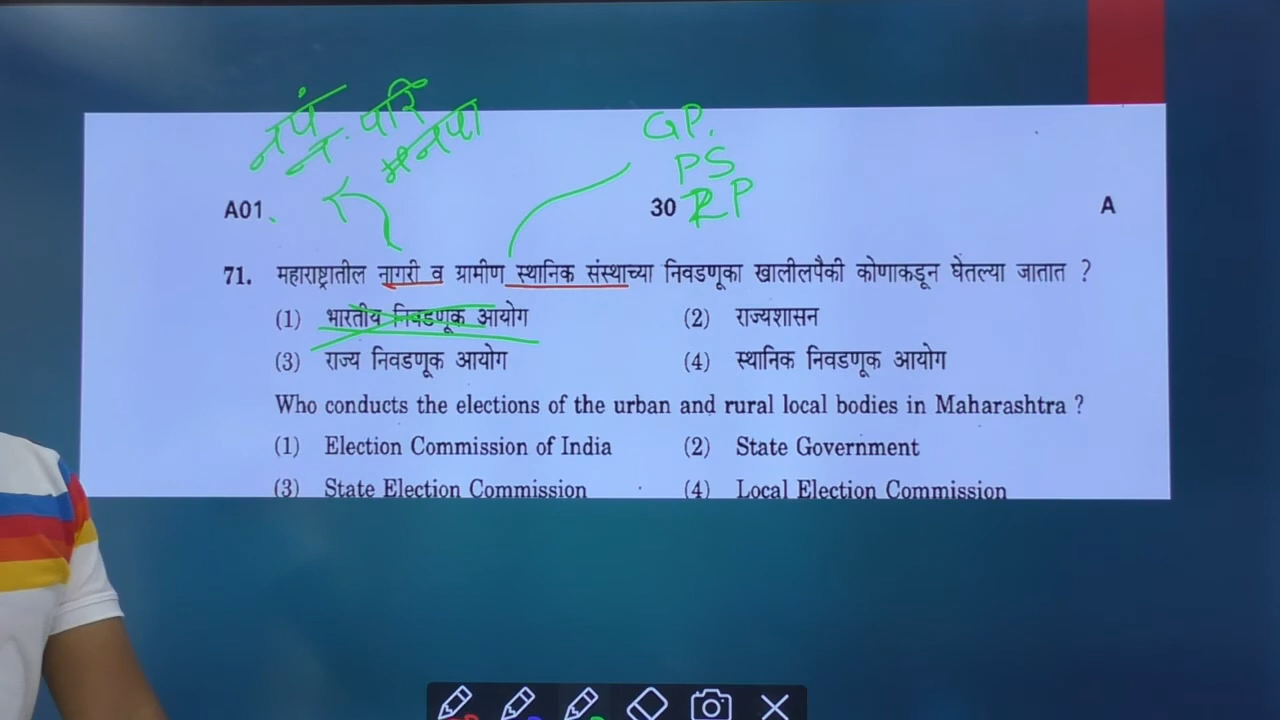 नपं
न. परि
मनपा
GP.
PS
ZP
A01.
30
A
71. महाराष्ट्रातील नागरी व ग्रामीण स्थानिक संस्थाच्या निवडणूका खालीलपैकी कोणाकडून घेतल्या जातात ?
(1) भारतीय निवडणूक आयोग (2) राज्यशासन
(3) राज्य निवडणूक आयोग (4) स्थानिक निवडणूक आयोग
Who conducts the elections of the urban and rural local bodies in Maharashtra ?
(1) Election Commission of India (2) State Government
(3) State Election Commission (4) Local Election Commission